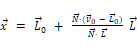 x⃗ = L⃗₀ + N⃗·(v⃗₀ − L⃗₀) / N⃗· L⃗ L⃗